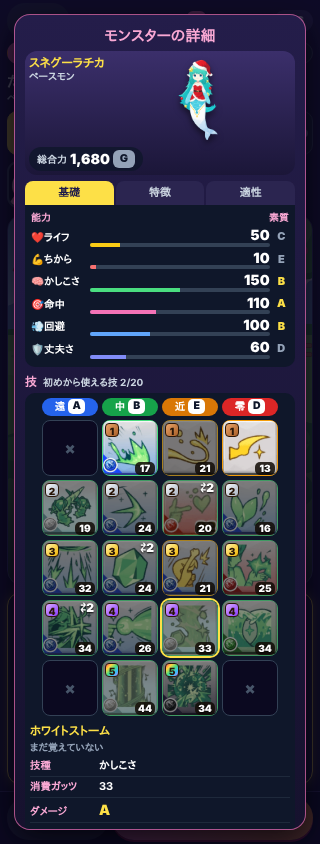 モンスターの詳細
スネグーラチカ
ベースモン
総合力 1,680 G
基礎 特徴 適性
能力 素質
ライフ 50 C
ちから 10 E
かしこさ 150 B
命中 110 A
回避 100 B
丈夫さ 60 D
技 初めから使える技 2/20
遠 A 中 B 近 E 零 D
× 1 17 1 21 1 13
2 19 2 24 2 ⇄2 20 2 16
3 32 3 ⇄2 24 3 21 3 25
4 ⇄2 34 4 26 4 33 4 34
× 5 44 5 34 ×
ホワイトストーム
まだ覚えていない
技種 かしこさ
消費ガッツ 33
ダメージ A